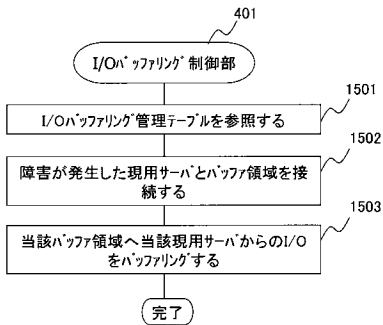 401
I/Oバッファリング制御部
1501
I/Oバッファリング管理テーブルを参照する
1502
障害が発生した現用サーバとバッファ領域を接
続する
1503
当該バッファ領域へ当該現用サーバからのI/O
をバッファリングする
完了